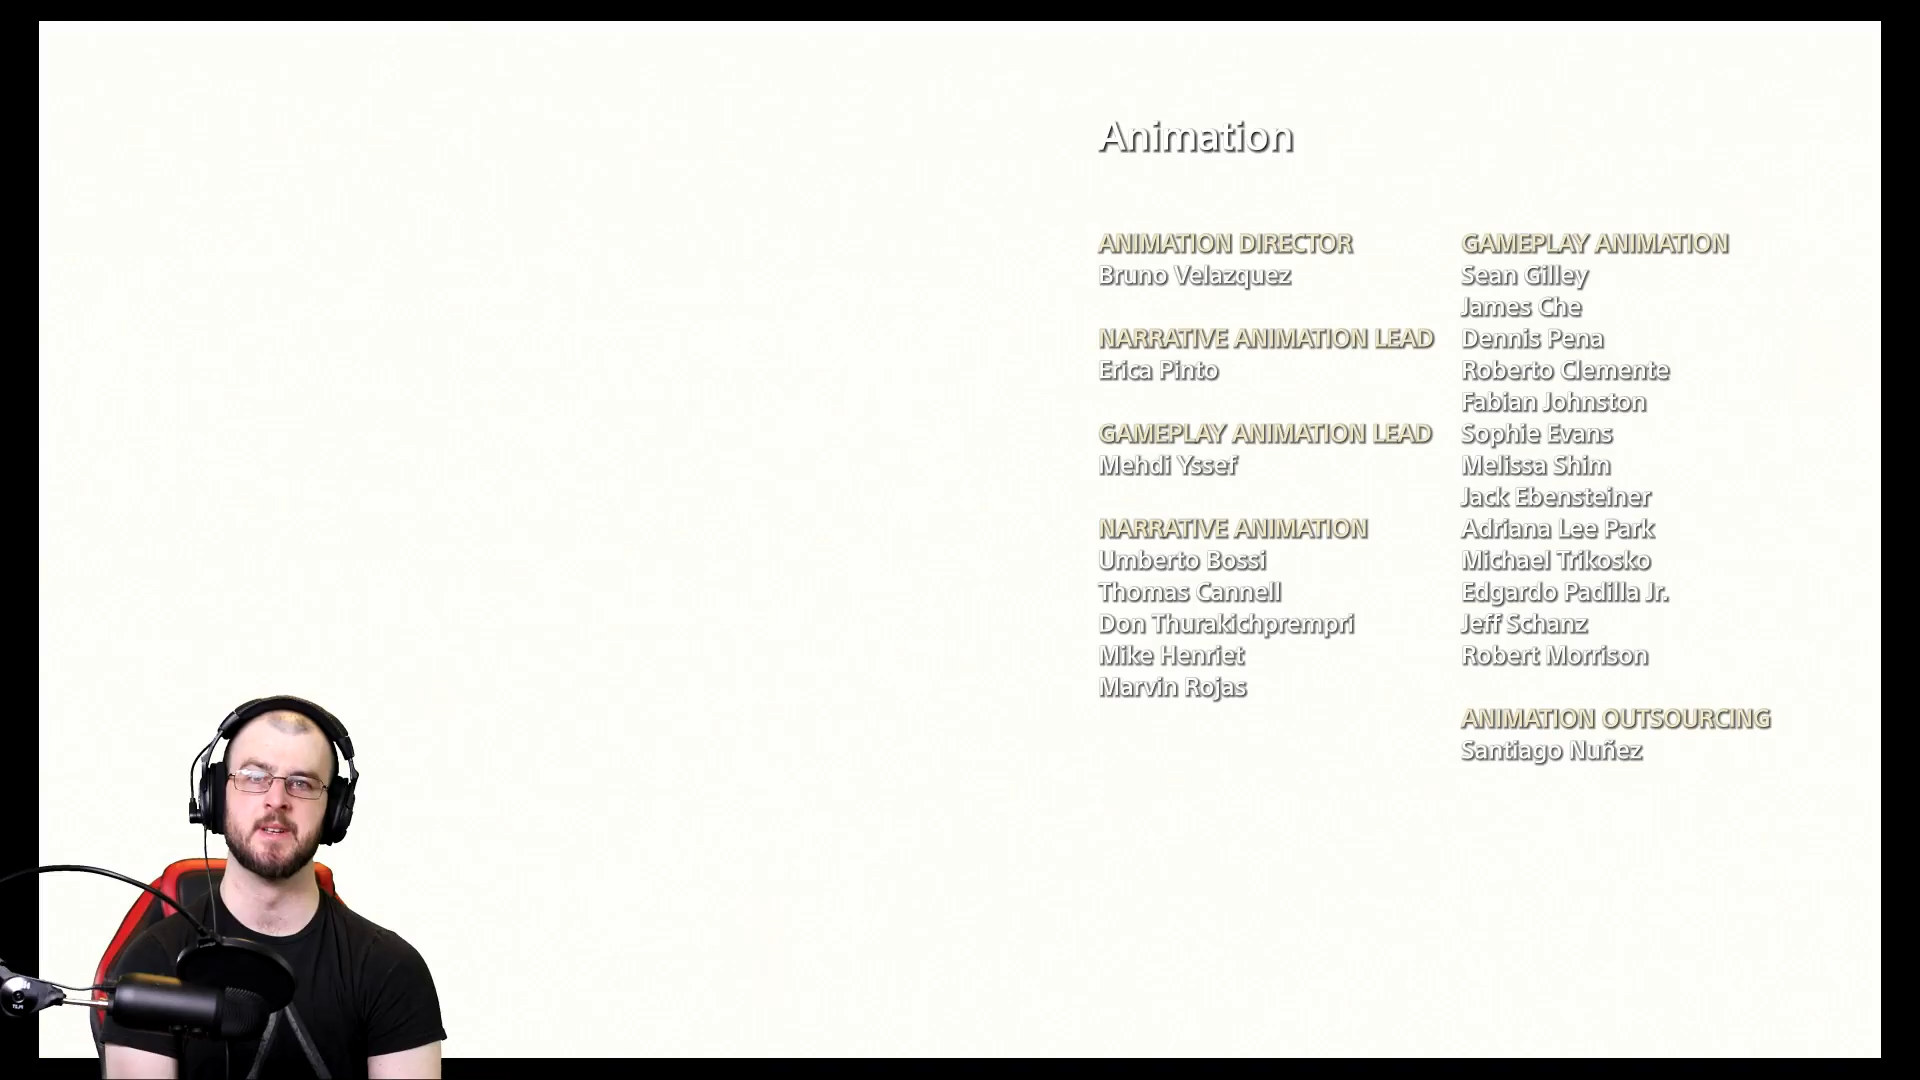 Animation
ANIMATION DIRECTOR
Bruno Velazquez
NARRATIVE ANIMATION LEAD
Erica Pinto
GAMEPLAY ANIMATION LEAD
Mehdi Yssef
NARRATIVE ANIMATION
Umberto Bossi
Thomas Cannell
Don Thurakichprempri
Mike Henriet
Marvin Rojas
GAMEPLAY ANIMATION
Sean Gilley
James Che
Dennis Pena
Roberto Clemente
Fabian Johnston
Sophie Evans
Melissa Shim
Jack Ebensteiner
Adriana Lee Park
Michael Trikosko
Edgardo Padilla Jr.
Jeff Schanz
Robert Morrison
ANIMATION OUTSOURCING
Santiago Nuñez